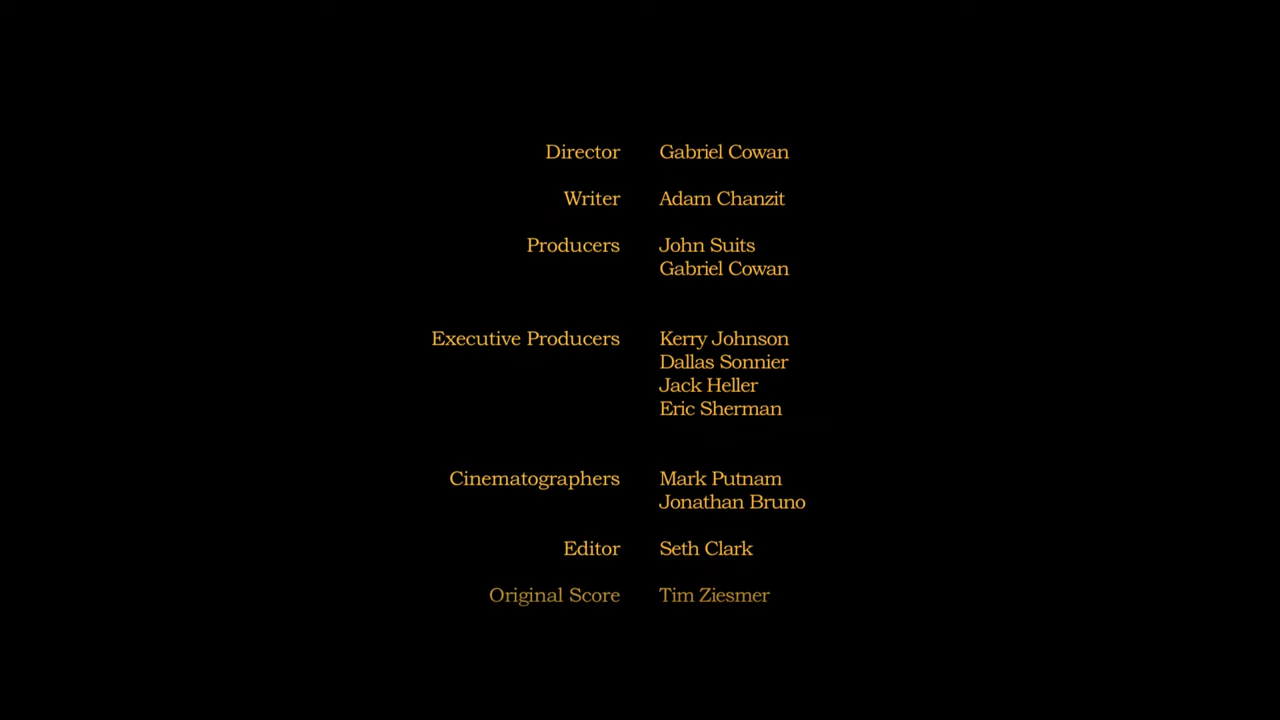 Director Gabriel Cowan
Writer Adam Chanzit
Producers John Suits
Gabriel Cowan
Executive Producers Kerry Johnson
Dallas Sonnier
Jack Heller
Eric Sherman
Cinematographers Mark Putnam
Jonathan Bruno
Editor Seth Clark
Original Score Tim Ziesmer